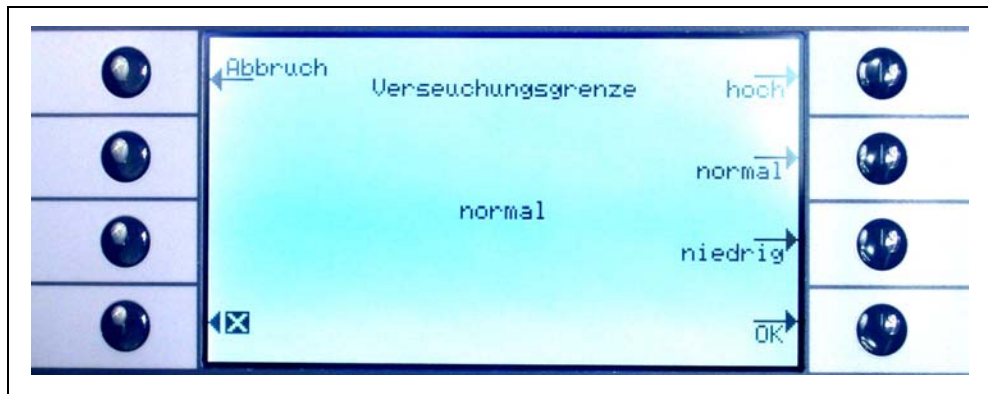 Abbruch
Verseuchungsgrenze
hoch
normal
normal
niedrig
OK